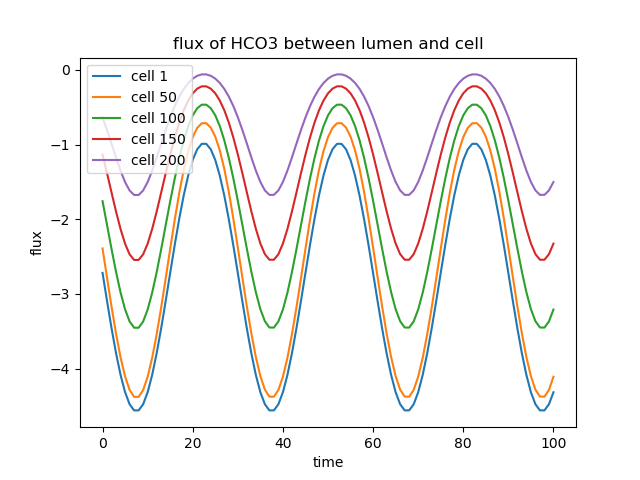 flux of HCO3 between lumen and cell
cell 1
cell 50
cell 100
cell 150
cell 200
0
−1
−2
−3
−4
flux
0 20 40 60 80 100
time